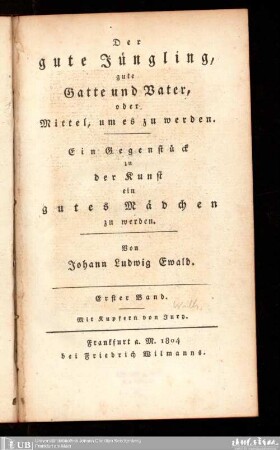 Der
gute Jüngling,
gute
Gatte und Vater,
oder
Mittel, um es zu werden.
Ein Gegenstück
zu
der Kunst
ein
gutes Mädchen
zu werden.
Von
Johann Ludwig Ewald.
Erster Band.
Mit Kupfern von Jury.
Frankfurt a. M. 1804
bei Friedrich Wilmanns.
UB